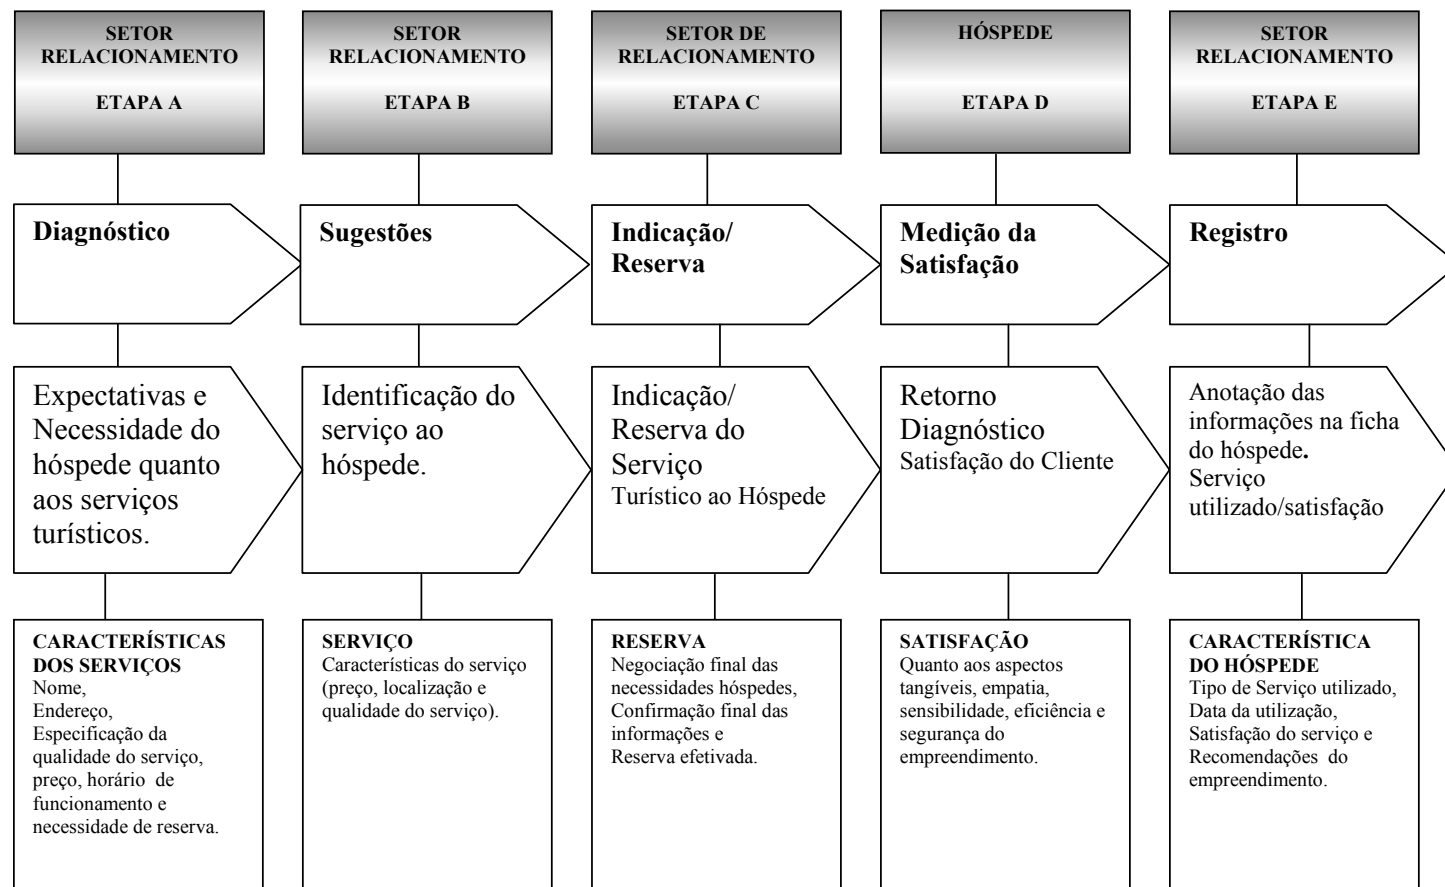 SETOR
RELACIONAMENTO
ETAPA A
SETOR
RELACIONAMENTO
ETAPA B
SETOR DE
RELACIONAMENTO
ETAPA C
HÓSPEDE
ETAPA D
SETOR
RELACIONAMENTO
ETAPA E
Diagnóstico
Sugestões
Indicação/
Reserva
Medição da
Satisfação
Registro
Expectativas e
Necessidade do
hóspede quanto
aos serviços
turísticos.
Identificação do
serviço ao
hóspede.
Indicação/
Reserva do
Serviço
Turístico ao Hóspede
Retorno
Diagnóstico
Satisfação do Cliente
Anotação das
informações na ficha
do hóspede.
Serviço
utilizado/satisfação
CARACTERÍSTICAS
DOS SERVIÇOS
Nome,
Endereço,
Especificação da
qualidade do serviço,
preço, horário de
funcionamento e
necessidade de reserva.
SERVIÇO
Características do serviço
(preço, localização e
qualidade do serviço).
RESERVA
Negociação final das
necessidades hóspedes,
Confirmação final das
informações e
Reserva efetivada.
SATISFAÇÃO
Quanto aos aspectos
tangíveis, empatia,
sensibilidade, eficiência e
segurança do
empreendimento.
CARACTERÍSTICA
DO HÓSPEDE
Tipo de Serviço utilizado,
Data da utilização,
Satisfação do serviço e
Recomendações do
empreendimento.